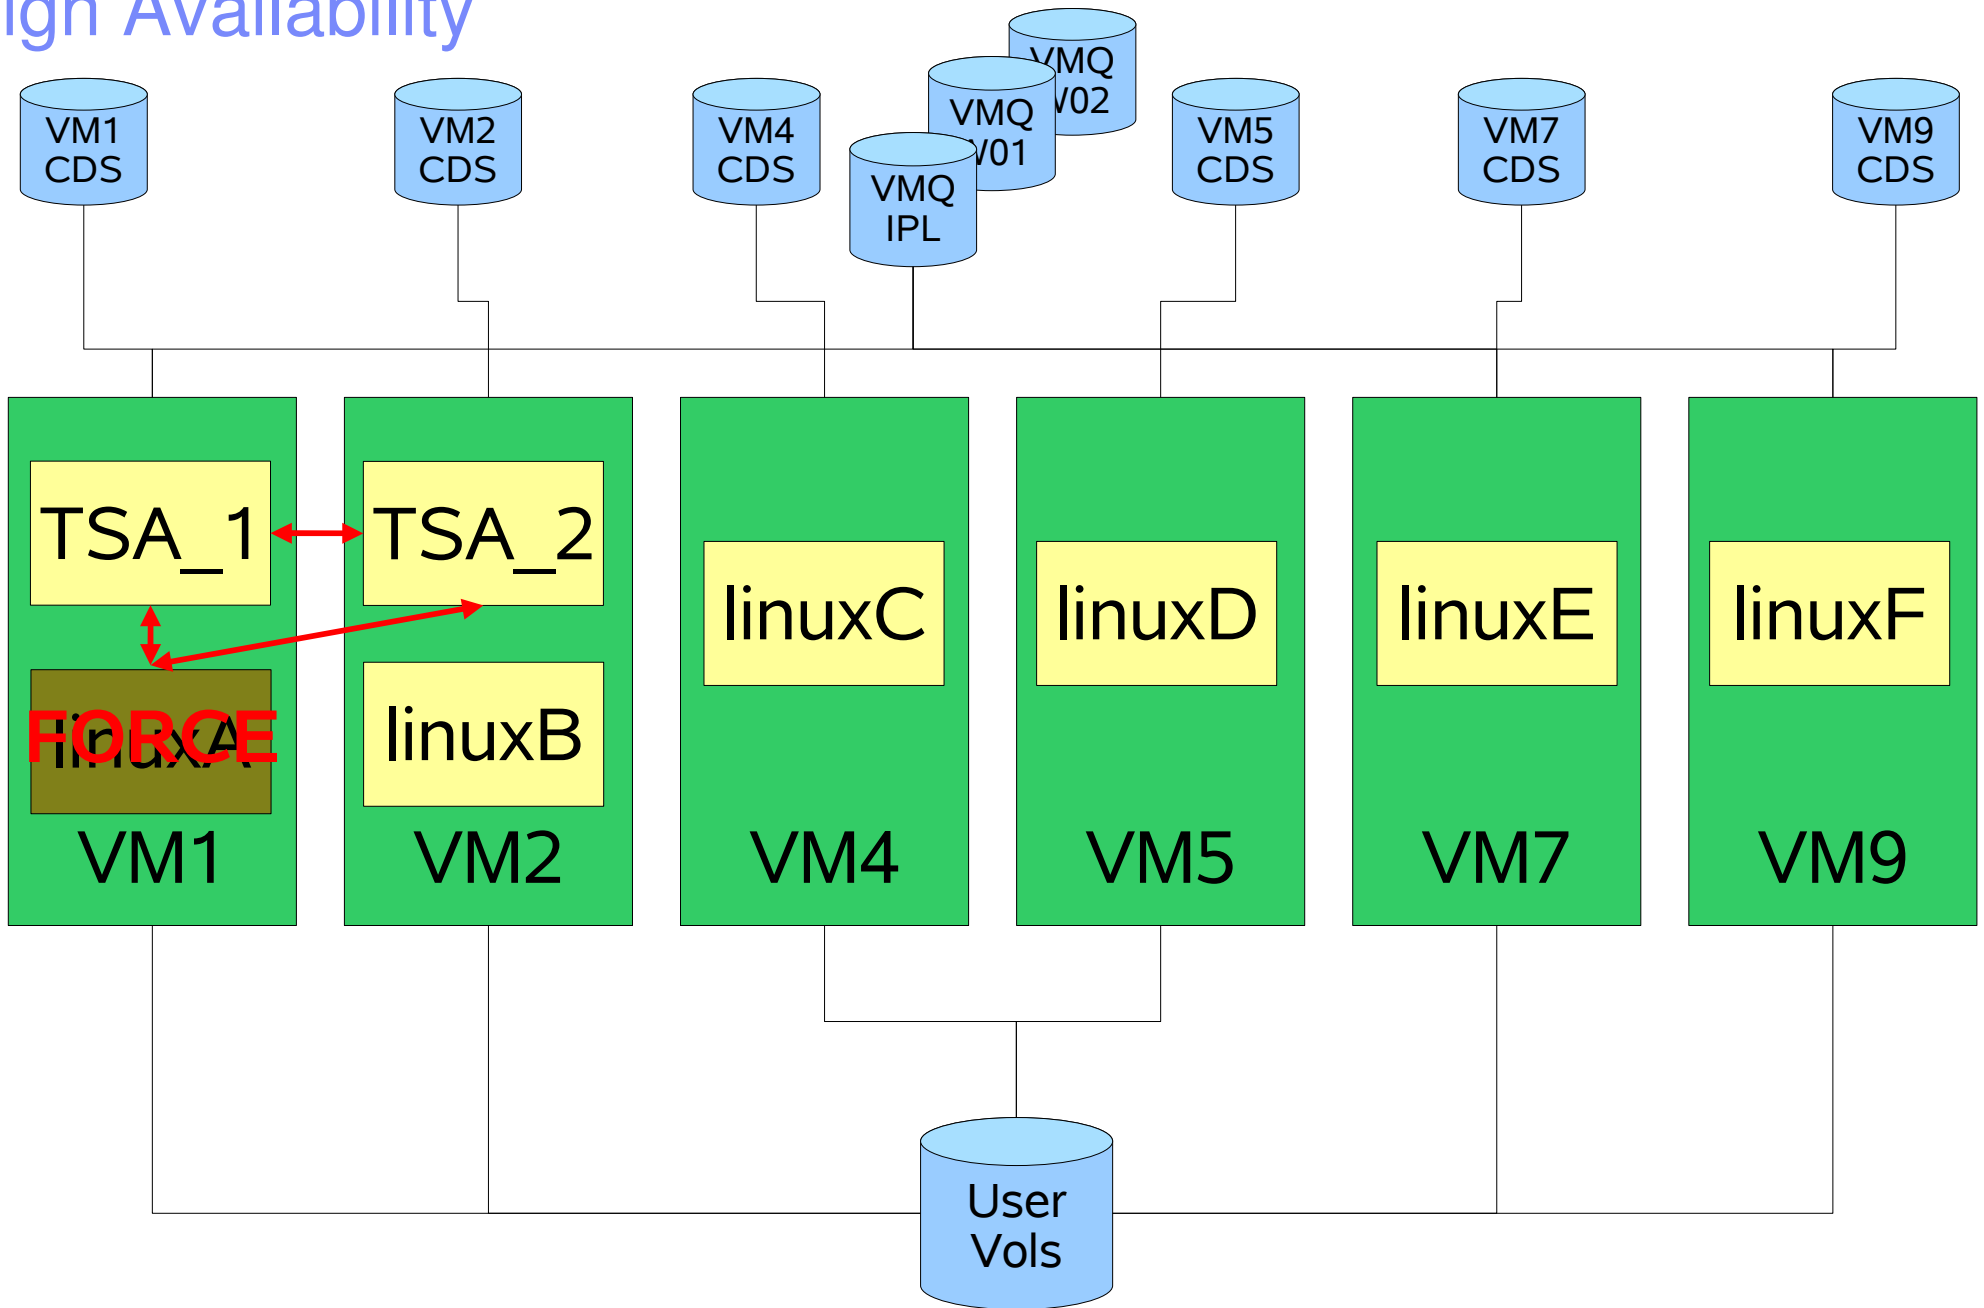 ign Availability
VMQ
W02
VMQ
W01
VM1
CDS
VM2
CDS
VM4
CDS
VMQ
IPL
VM5
CDS
VM7
CDS
VM9
CDS
TSA_1
TSA_2
linuxC
linuxD
linuxE
linuxF
linuxA
FORCE
linuxB
VM1
VM2
VM4
VM5
VM7
VM9
User
Vols